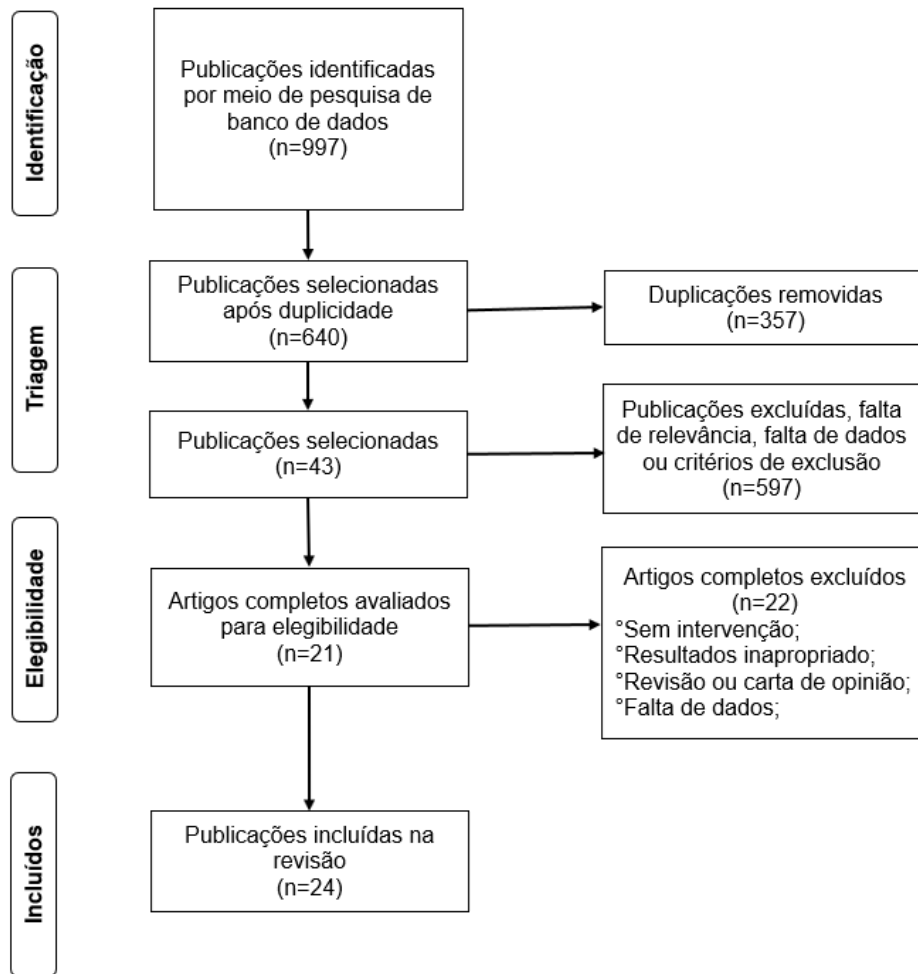 Identificação
Publicações identificadas
por meio de pesquisa de
banco de dados
(n=997)
Triagem
Publicações selecionadas
após duplicidade
(n=640)
Duplicações removidas
(n=357)
Publicações selecionadas
(n=43)
Publicações excluídas, falta
de relevância, falta de dados
ou critérios de exclusão
(n=597)
Elegibilidade
Artigos completos avaliados
para elegibilidade
(n=21)
Artigos completos excluídos
(n=22)
°Sem intervenção;
°Resultados inapropriado;
°Revisão ou carta de opinião;
°Falta de dados;
Incluídos
Publicações incluídas na
revisão
(n=24)